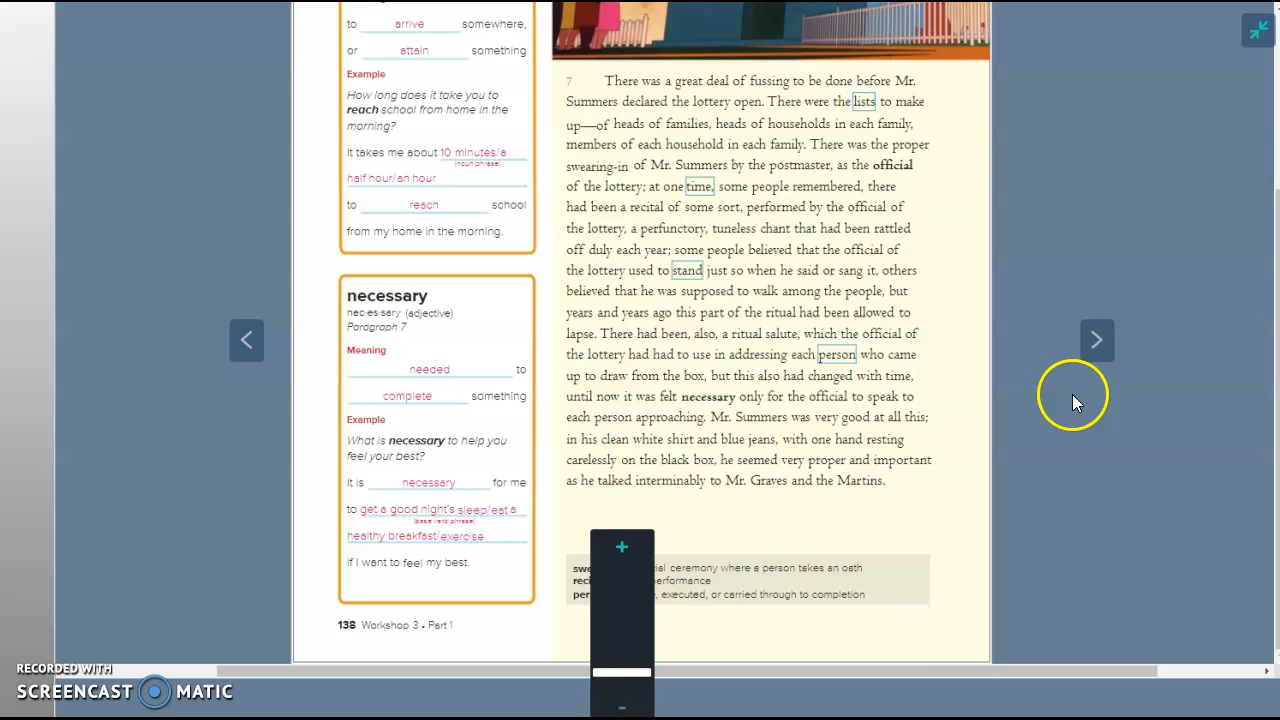 to arrive somewhere,
or attain something
Example
How long does it take you to
reach school from home in the
morning?
It takes me about 10 minutes/a
(noun phrase)
half hour/an hour
to reach school
from my home in the morning.
necessary
nec·es·sary (adjective)
Paragraph 7
Meaning
needed to
complete something
Example
What is necessary to help you
feel your best?
It is necessary for me
to get a good night's sleep/eat a
(base verb phrase)
healthy breakfast/exercise
if I want to feel my best.
138 Workshop 3 • Part 1
7 There was a great deal of fussing to be done before Mr.
Summers declared the lottery open. There were the lists to make
up—of heads of families, heads of households in each family,
members of each household in each family. There was the proper
swearing-in of Mr. Summers by the postmaster, as the official
of the lottery; at one time, some people remembered, there
had been a recital of some sort, performed by the official of
the lottery, a perfunctory, tuneless chant that had been rattled
off duly each year; some people believed that the official of
the lottery used to stand just so when he said or sang it, others
believed that he was supposed to walk among the people, but
years and years ago this part of the ritual had been allowed to
lapse. There had been, also, a ritual salute, which the official of
the lottery had had to use in addressing each person who came
up to draw from the box, but this also had changed with time,
until now it was felt necessary only for the official to speak to
each person approaching. Mr. Summers was very good at all this;
in his clean white shirt and blue jeans, with one hand resting
carelessly on the black box, he seemed very proper and important
as he talked interminably to Mr. Graves and the Martins.
ceremony where a person takes an oath
performance
executed, or carried through to completion
RECORDED WITH
SCREENCAST MATIC